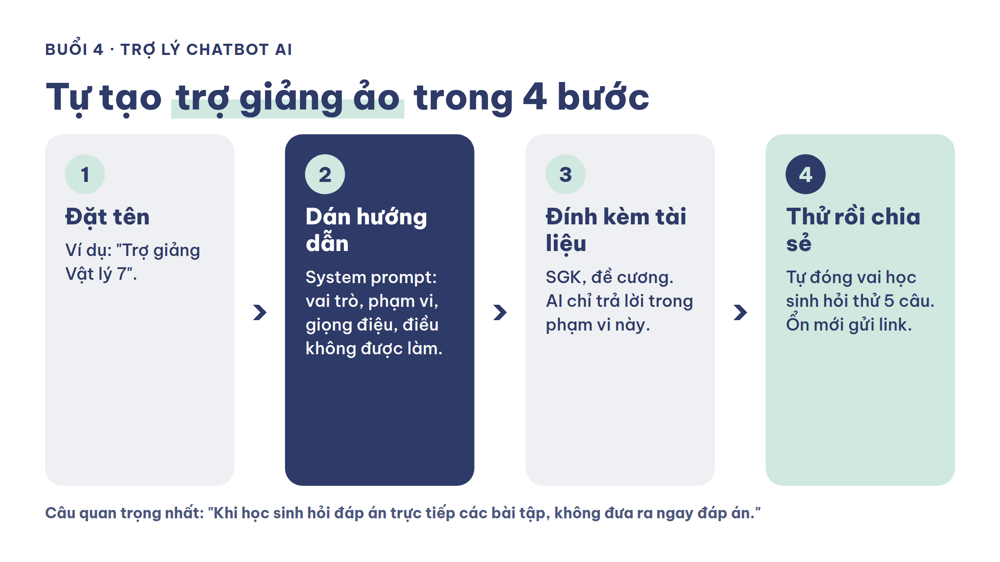 BUỔI 4 · TRỢ LÝ CHATBOT AI
Tự tạo trợ giảng ảo trong 4 bước
1
Đặt tên
Ví dụ: "Trợ giảng
Vật lý 7".
2
Dán hướng
dẫn
System prompt:
vai trò, phạm vi,
giọng điệu, điều
không được làm.
3
Đính kèm tài
liệu
SGK, đề cương.
AI chỉ trả lời trong
phạm vi này.
4
Thử rồi chia
sẻ
Tự đóng vai học
sinh hỏi thử 5 câu.
Ổn mới gửi link.
Câu quan trọng nhất: "Khi học sinh hỏi đáp án trực tiếp các bài tập, không đưa ra ngay đáp án."